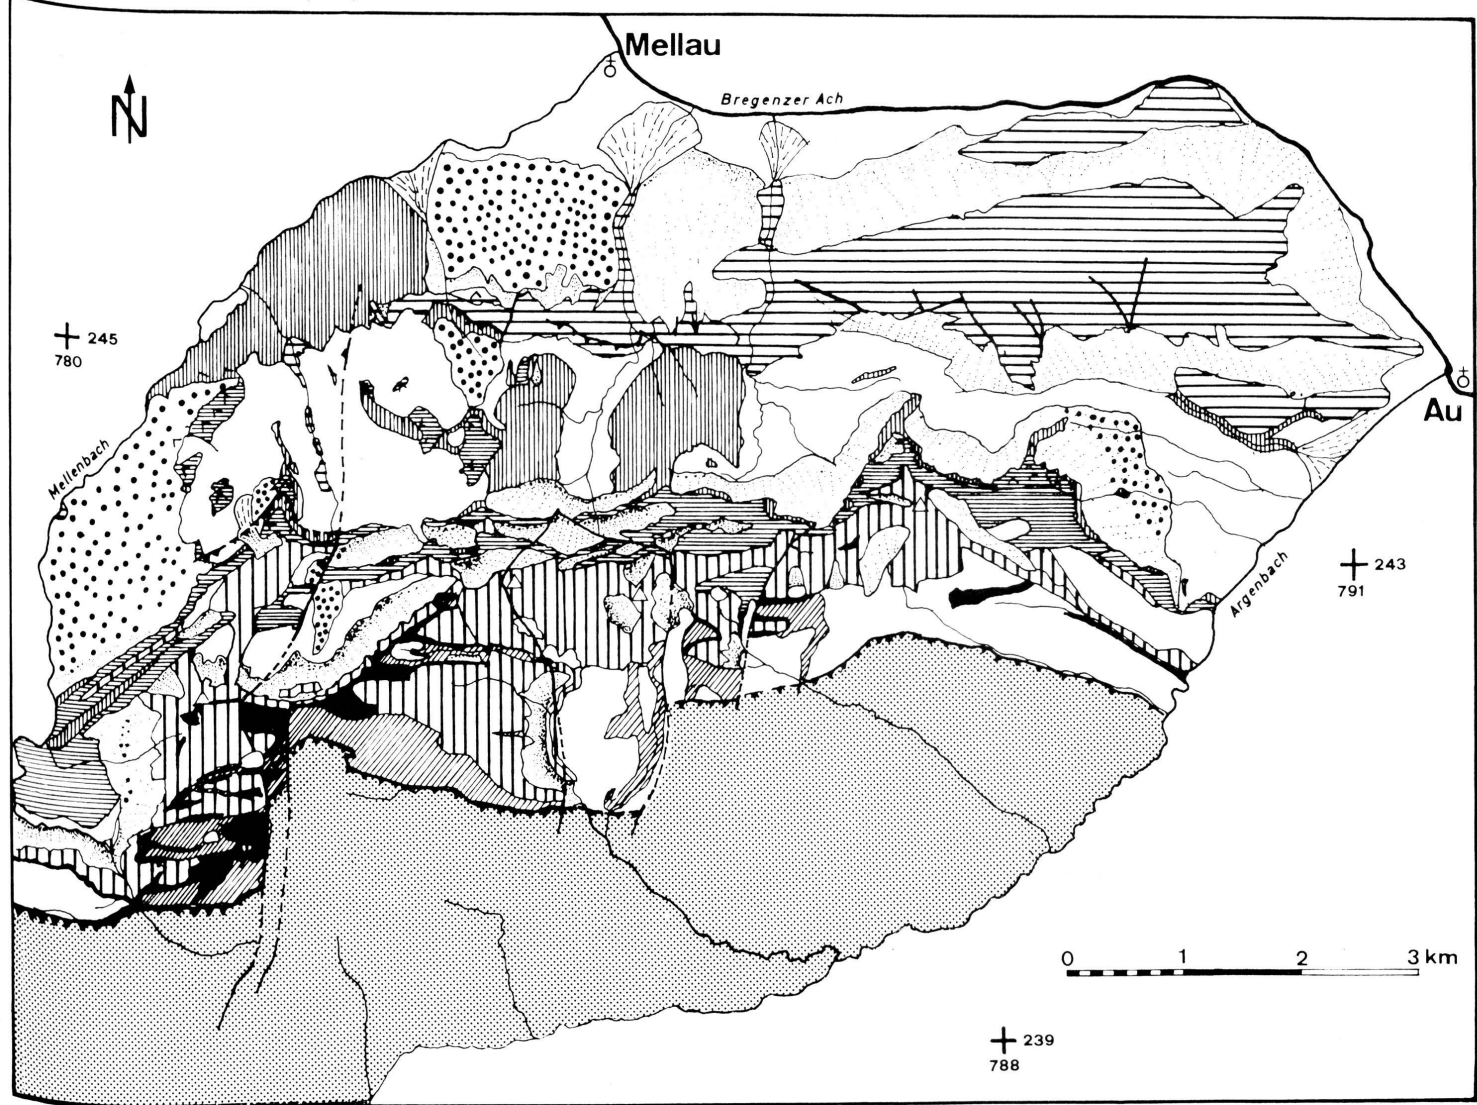 Mellau
Bregenzer Ach
N
245
780
Au
Mellenbach
243
791
Argenbach
0 1 2 3 km
239
788